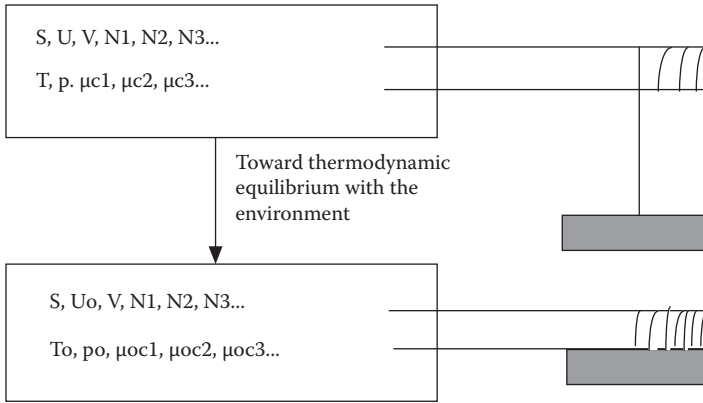 S, U, V, N1, N2, N3...
T, p. μc1, μc2, μc3...
Toward thermodynamic
equilibrium with the
environment
S, Uo, V, N1, N2, N3...
To, po, μoc1, μoc2, μoc3...